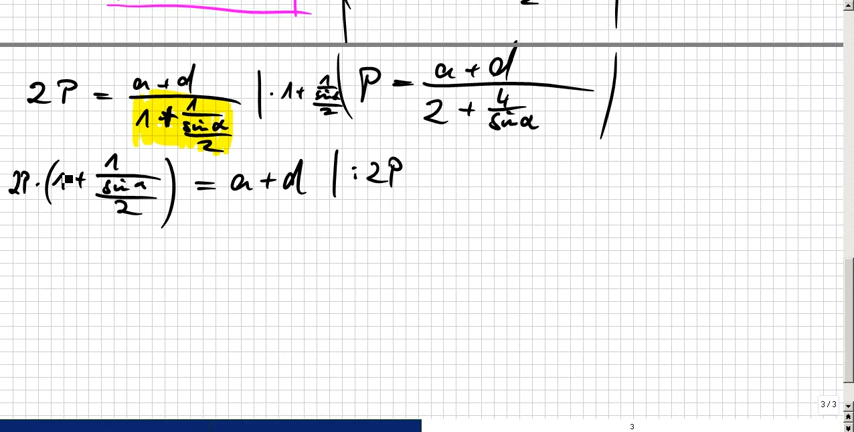 2P = (a+d)/(1+1/(sin α/2)) | · 1+1/(sin α/2) | P = (a+d)/(2+4/sin α) |
2P · (1+1/(sin α/2)) = a+d | : 2P
3/3
3